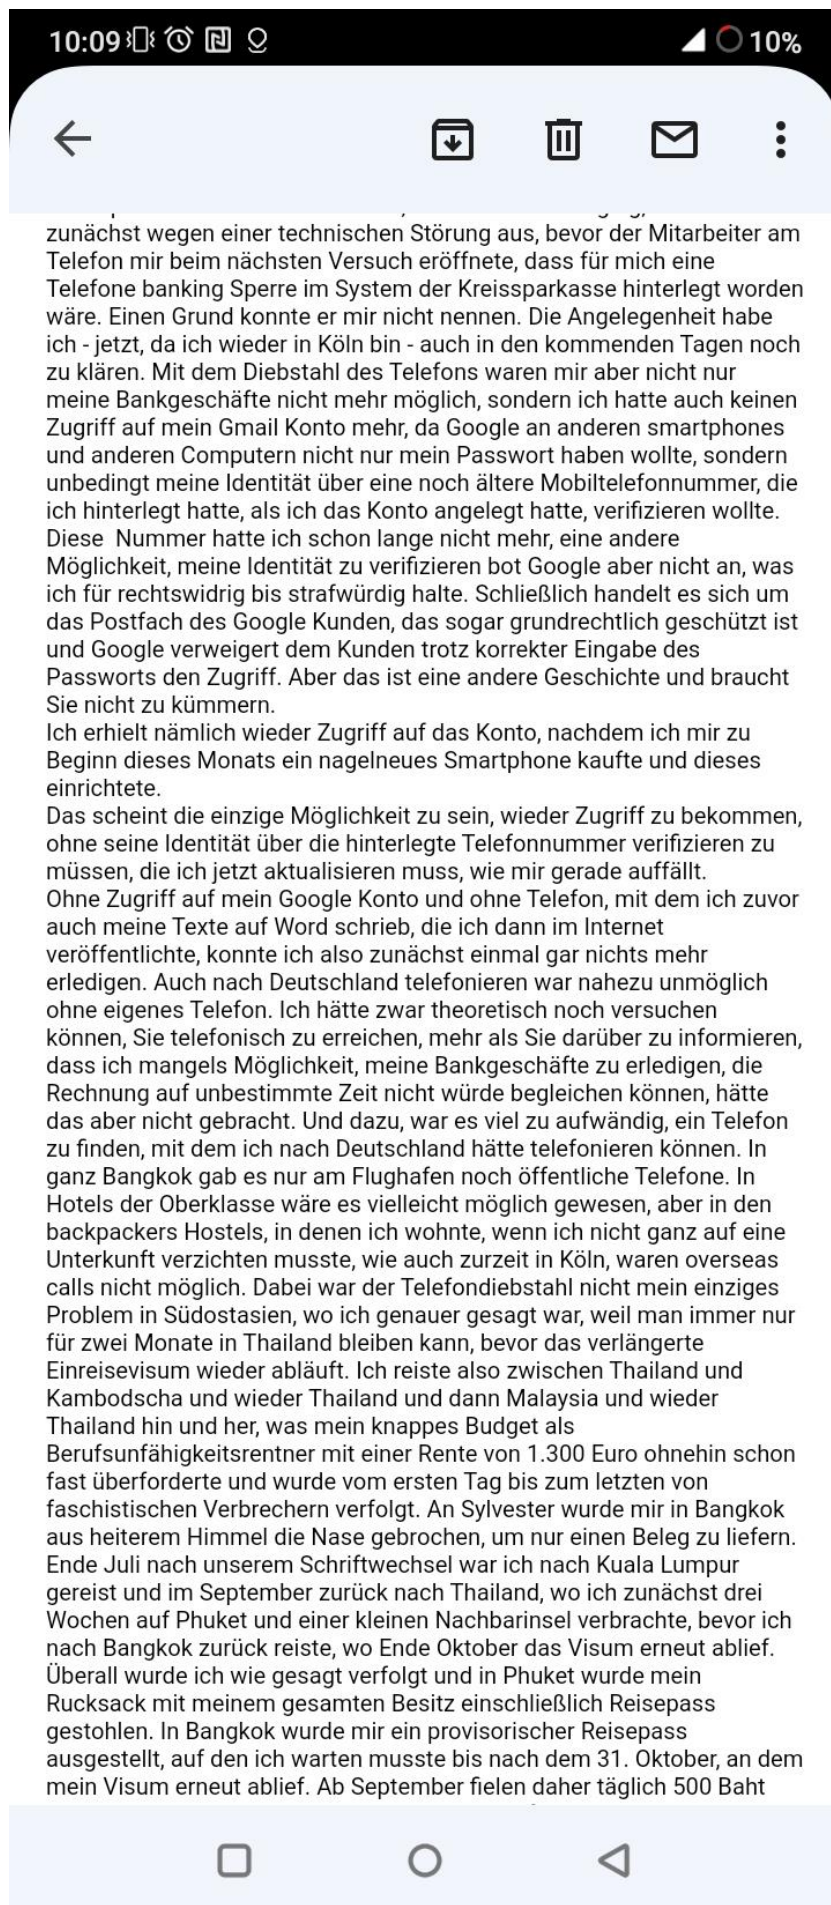 10:09
10%
zunächst wegen einer technischen Störung aus, bevor der Mitarbeiter am
Telefon mir beim nächsten Versuch eröffnete, dass für mich eine
Telefone banking Sperre im System der Kreissparkasse hinterlegt worden
wäre. Einen Grund konnte er mir nicht nennen. Die Angelegenheit habe
ich - jetzt, da ich wieder in Köln bin - auch in den kommenden Tagen noch
zu klären. Mit dem Diebstahl des Telefons waren mir aber nicht nur
meine Bankgeschäfte nicht mehr möglich, sondern ich hatte auch keinen
Zugriff auf mein Gmail Konto mehr, da Google an anderen smartphones
und anderen Computern nicht nur mein Passwort haben wollte, sondern
unbedingt meine Identität über eine noch ältere Mobiltelefonnummer, die
ich hinterlegt hatte, als ich das Konto angelegt hatte, verifizieren wollte.
Diese  Nummer hatte ich schon lange nicht mehr, eine andere
Möglichkeit, meine Identität zu verifizieren bot Google aber nicht an, was
ich für rechtswidrig bis strafwürdig halte. Schließlich handelt es sich um
das Postfach des Google Kunden, das sogar grundrechtlich geschützt ist
und Google verweigert dem Kunden trotz korrekter Eingabe des
Passworts den Zugriff. Aber das ist eine andere Geschichte und braucht
Sie nicht zu kümmern.
Ich erhielt nämlich wieder Zugriff auf das Konto, nachdem ich mir zu
Beginn dieses Monats ein nagelneues Smartphone kaufte und dieses
einrichtete.
Das scheint die einzige Möglichkeit zu sein, wieder Zugriff zu bekommen,
ohne seine Identität über die hinterlegte Telefonnummer verifizieren zu
müssen, die ich jetzt aktualisieren muss, wie mir gerade auffällt.
Ohne Zugriff auf mein Google Konto und ohne Telefon, mit dem ich zuvor
auch meine Texte auf Word schrieb, die ich dann im Internet
veröffentlichte, konnte ich also zunächst einmal gar nichts mehr
erledigen. Auch nach Deutschland telefonieren war nahezu unmöglich
ohne eigenes Telefon. Ich hätte zwar theoretisch noch versuchen
können, Sie telefonisch zu erreichen, mehr als Sie darüber zu informieren,
dass ich mangels Möglichkeit, meine Bankgeschäfte zu erledigen, die
Rechnung auf unbestimmte Zeit nicht würde begleichen können, hätte
das aber nicht gebracht. Und dazu, war es viel zu aufwändig, ein Telefon
zu finden, mit dem ich nach Deutschland hätte telefonieren können. In
ganz Bangkok gab es nur am Flughafen noch öffentliche Telefone. In
Hotels der Oberklasse wäre es vielleicht möglich gewesen, aber in den
backpackers Hostels, in denen ich wohnte, wenn ich nicht ganz auf eine
Unterkunft verzichten musste, wie auch zurzeit in Köln, waren overseas
calls nicht möglich. Dabei war der Telefondiebstahl nicht mein einziges
Problem in Südostasien, wo ich genauer gesagt war, weil man immer nur
für zwei Monate in Thailand bleiben kann, bevor das verlängerte
Einreisevisum wieder abläuft. Ich reiste also zwischen Thailand und
Kambodscha und wieder Thailand und dann Malaysia und wieder
Thailand hin und her, was mein knappes Budget als
Berufsunfähigkeitsrentner mit einer Rente von 1.300 Euro ohnehin schon
fast überforderte und wurde vom ersten Tag bis zum letzten von
faschistischen Verbrechern verfolgt. An Sylvester wurde mir in Bangkok
aus heiterem Himmel die Nase gebrochen, um nur einen Beleg zu liefern.
Ende Juli nach unserem Schriftwechsel war ich nach Kuala Lumpur
gereist und im September zurück nach Thailand, wo ich zunächst drei
Wochen auf Phuket und einer kleinen Nachbarinsel verbrachte, bevor ich
nach Bangkok zurück reiste, wo Ende Oktober das Visum erneut ablief.
Überall wurde ich wie gesagt verfolgt und in Phuket wurde mein
Rucksack mit meinem gesamten Besitz einschließlich Reisepass
gestohlen. In Bangkok wurde mir ein provisorischer Reisepass
ausgestellt, auf den ich warten musste bis nach dem 31. Oktober, an dem
mein Visum erneut ablief. Ab September fielen daher täglich 500 Baht